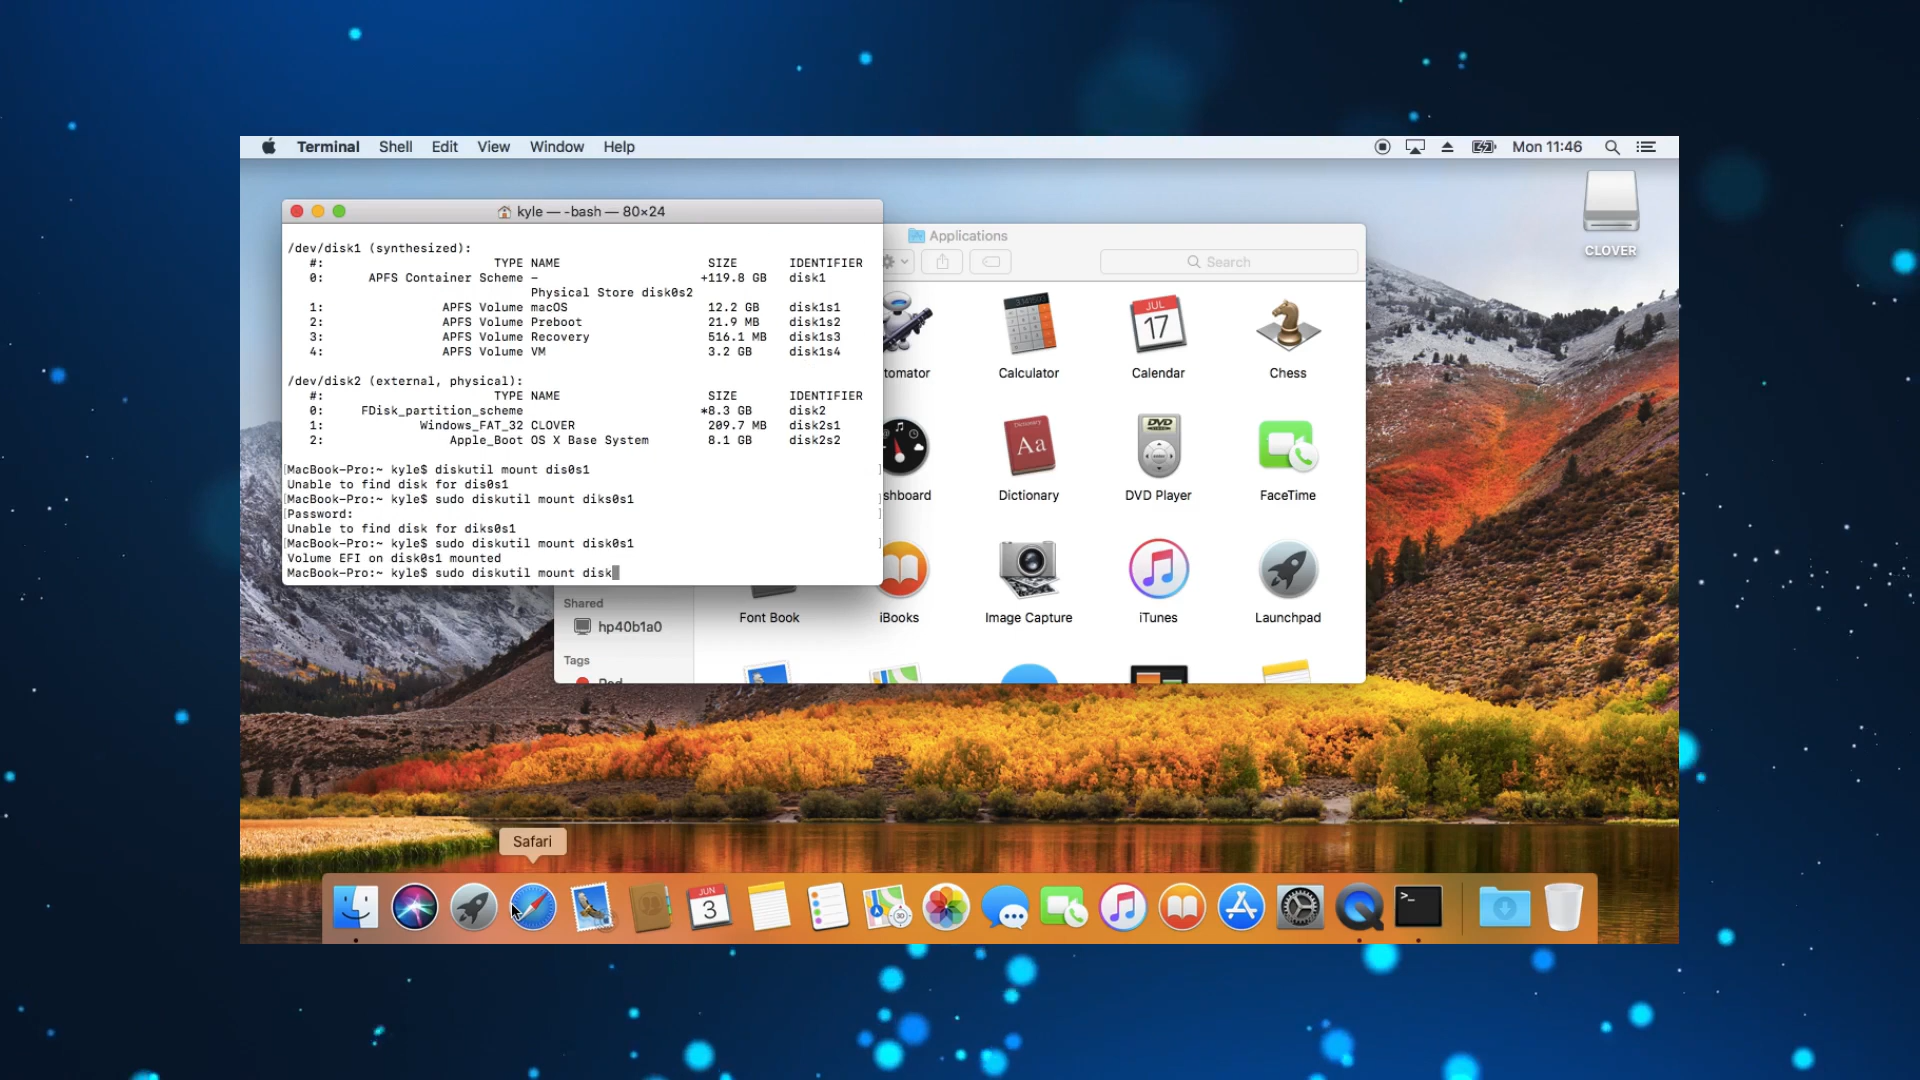 Terminal Shell Edit View Window Help
Mon 11:46
CLOVER
kyle — -bash — 80×24
/dev/disk1 (synthesized):
#: TYPE NAME SIZE IDENTIFIER
0: APFS Container Scheme - +119.8 GB disk1
Physical Store disk0s2
1: APFS Volume macOS 12.2 GB disk1s1
2: APFS Volume Preboot 21.9 MB disk1s2
3: APFS Volume Recovery 516.1 MB disk1s3
4: APFS Volume VM 3.2 GB disk1s4
/dev/disk2 (external, physical):
#: TYPE NAME SIZE IDENTIFIER
0: FDisk_partition_scheme *8.3 GB disk2
1: Windows_FAT_32 CLOVER 209.7 MB disk2s1
2: Apple_Boot OS X Base System 8.1 GB disk2s2
[MacBook-Pro:~ kyle$ diskutil mount dis0s1 ]
Unable to find disk for dis0s1
[MacBook-Pro:~ kyle$ sudo diskutil mount diks0s1 ]
[Password: ]
Unable to find disk for diks0s1
[MacBook-Pro:~ kyle$ sudo diskutil mount disk0s1 ]
Volume EFI on disk0s1 mounted
MacBook-Pro:~ kyle$ sudo diskutil mount disk
Applications
Search
JUL
17
tomator Calculator Calendar Chess
Dictionary
Aa
DVD
shboard Dictionary DVD Player FaceTime
Font Book iBooks Image Capture iTunes Launchpad
Shared
hp40b1a0
Tags
Red
Safari
JUN
3